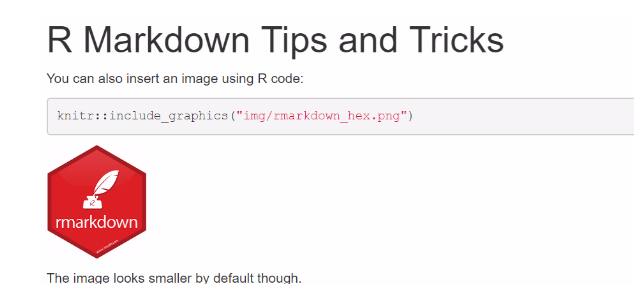 R Markdown Tips and Tricks
You can also insert an image using R code:
knitr::include_graphics("img/rmarkdown_hex.png")
rmarkdown
The image looks smaller by default though.